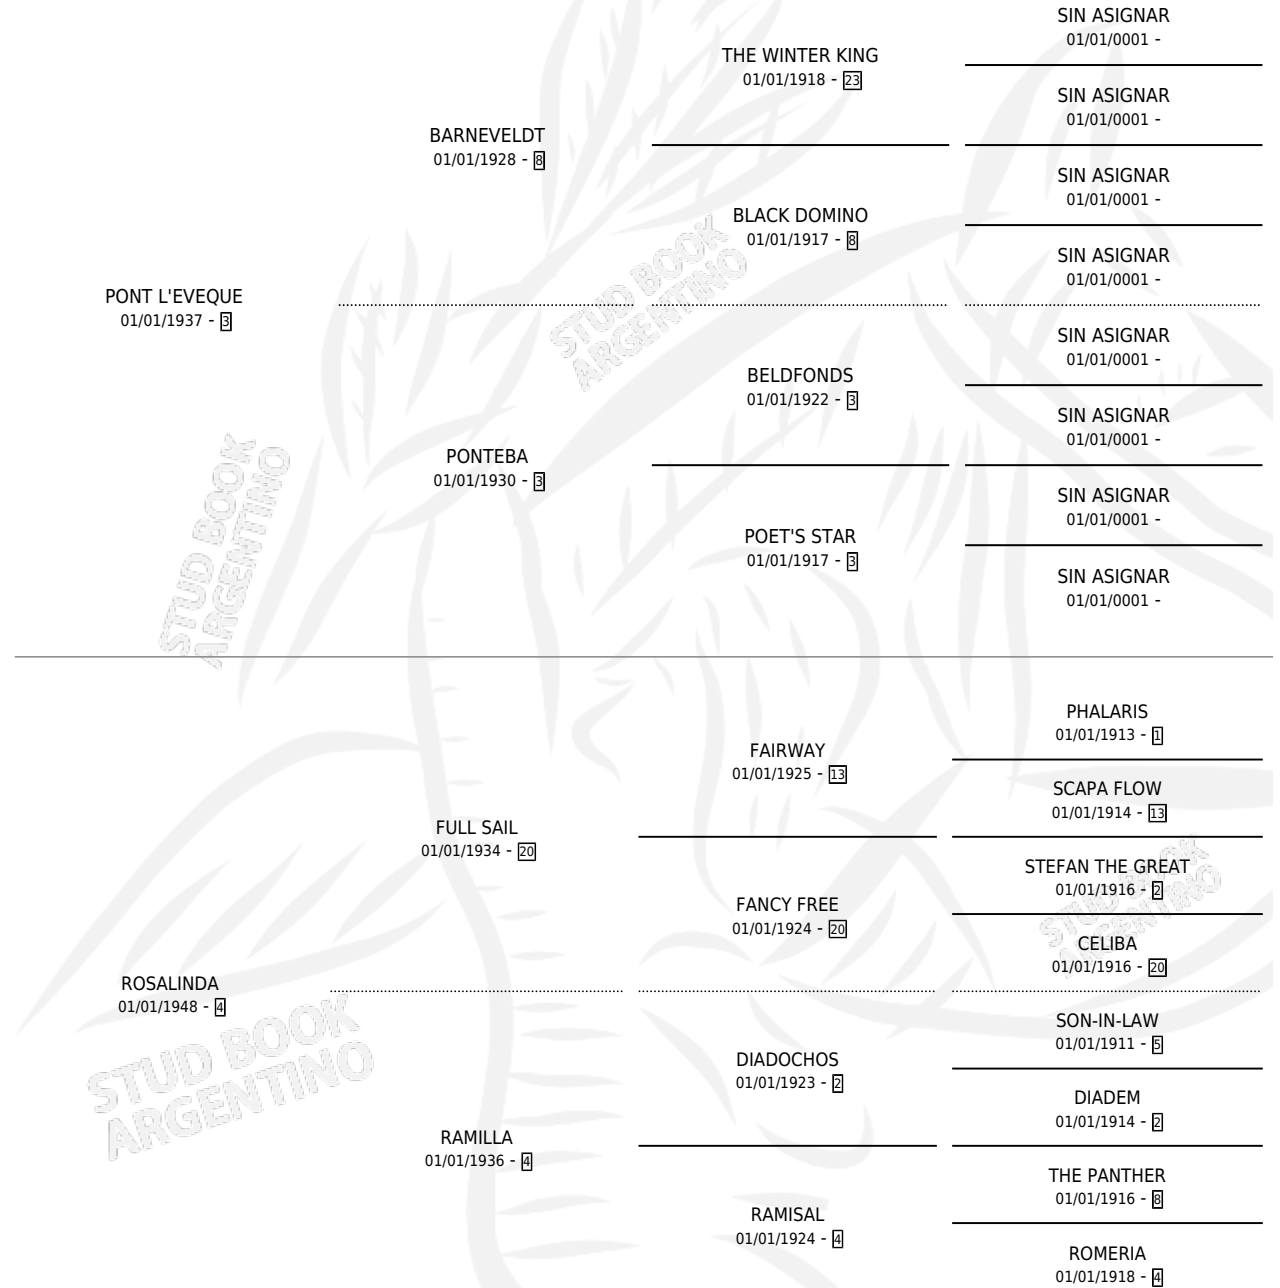 SIN ASIGNAR
01/01/0001 -
THE WINTER KING
01/01/1918 - 23
SIN ASIGNAR
01/01/0001 -
BARNEVELDT
01/01/1928 - 8
SIN ASIGNAR
01/01/0001 -
BLACK DOMINO
01/01/1917 - 8
SIN ASIGNAR
01/01/0001 -
PONT L'EVEQUE
01/01/1937 - 3
SIN ASIGNAR
01/01/0001 -
BELDFONDS
01/01/1922 - 3
SIN ASIGNAR
01/01/0001 -
PONTEBA
01/01/1930 - 3
SIN ASIGNAR
01/01/0001 -
POET'S STAR
01/01/1917 - 3
SIN ASIGNAR
01/01/0001 -
STUD BOOK
ARGENTINO
STUD BOOK
ARGENTINO
PHALARIS
01/01/1913 - 1
FAIRWAY
01/01/1925 - 13
SCAPA FLOW
01/01/1914 - 13
FULL SAIL
01/01/1934 - 20
STEFAN THE GREAT
01/01/1916 - 2
FANCY FREE
01/01/1924 - 20
CELIBA
01/01/1916 - 20
ROSALINDA
01/01/1948 - 4
SON-IN-LAW
01/01/1911 - 5
DIADOCHOS
01/01/1923 - 2
DIADEM
01/01/1914 - 2
RAMILLA
01/01/1936 - 4
THE PANTHER
01/01/1916 - 8
RAMISAL
01/01/1924 - 4
ROMERIA
01/01/1918 - 4
STUD BOOK
ARGENTINO
STUD BOOK
ARGENTINO